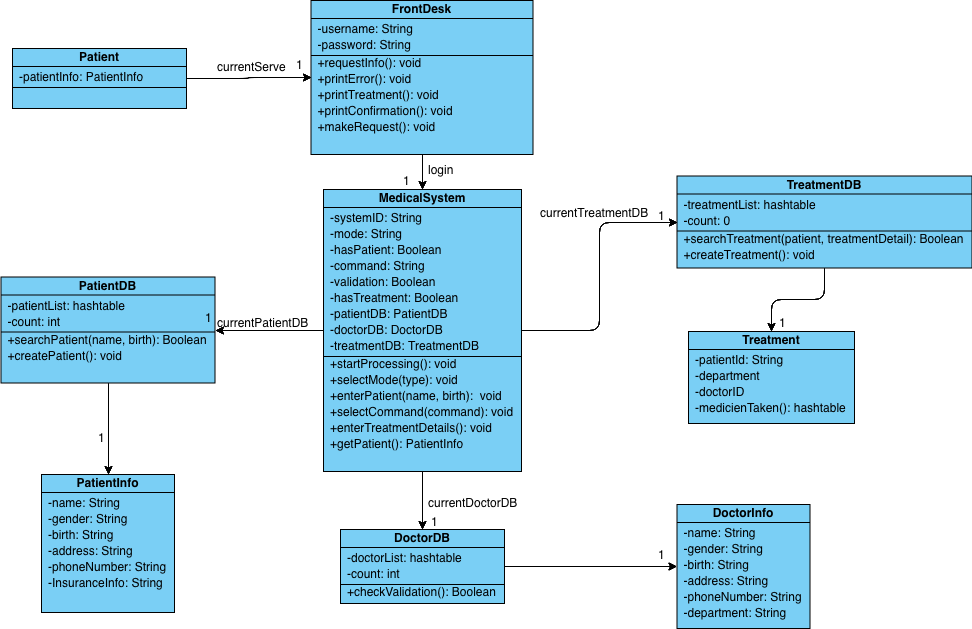 FrontDesk
-username: String
-password: String
+requestInfo(): void
+printError(): void
+printTreatment(): void
+printConfirmation(): void
+makeRequest(): void
Patient
-patientInfo: PatientInfo
currentServe
1
login
1
MedicalSystem
-systemID: String
-mode: String
-hasPatient: Boolean
-command: String
-validation: Boolean
-hasTreatment: Boolean
-patientDB: PatientDB
-doctorDB: DoctorDB
-treatmentDB: TreatmentDB
+startProcessing(): void
+selectMode(type): void
+enterPatient(name, birth): void
+selectCommand(command): void
+enterTreatmentDetails(): void
+getPatient(): PatientInfo
currentTreatmentDB
1
TreatmentDB
-treatmentList: hashtable
-count: 0
+searchTreatment(patient, treatmentDetail): Boolean
+createTreatment(): void
1
Treatment
-patientId: String
-department
-doctorID
-medicienTaken(): hashtable
PatientDB
-patientList: hashtable
-count: int
+searchPatient(name, birth): Boolean
+createPatient(): void
1
currentPatientDB
1
PatientInfo
-name: String
-gender: String
-birth: String
-address: String
-phoneNumber: String
-InsuranceInfo: String
currentDoctorDB
1
DoctorDB
-doctorList: hashtable
-count: int
+checkValidation(): Boolean
1
DoctorInfo
-name: String
-gender: String
-birth: String
-address: String
-phoneNumber: String
-department: String